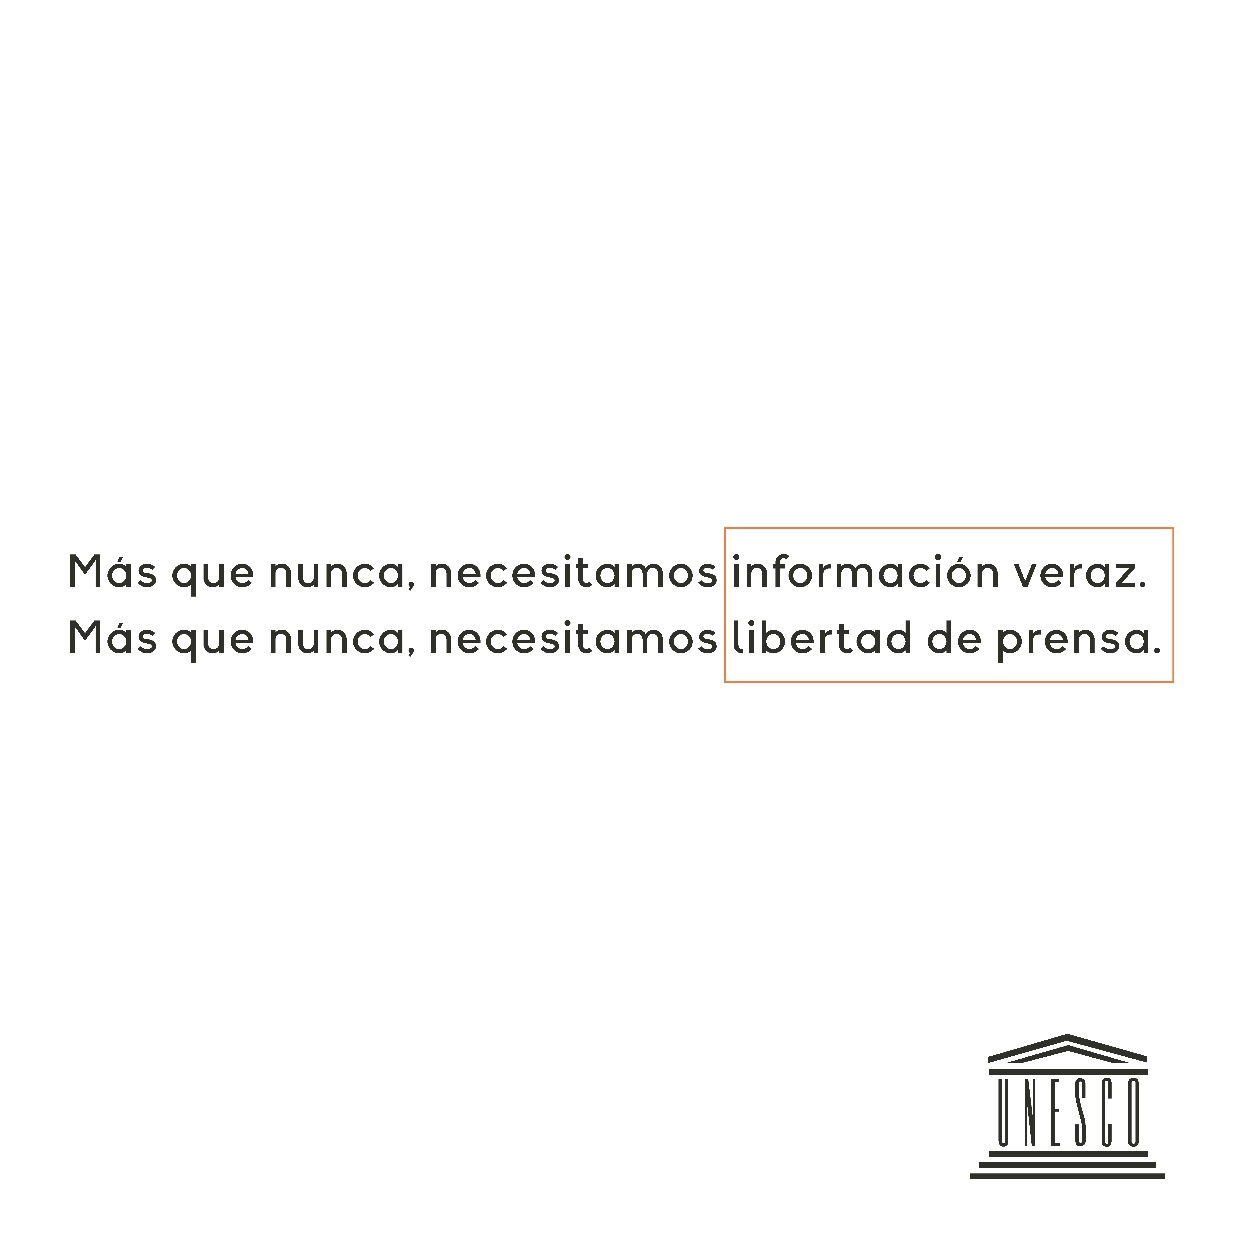 Más que nunca, necesitamos información veraz.
Más que nunca, necesitamos libertad de prensa.
UNESCO